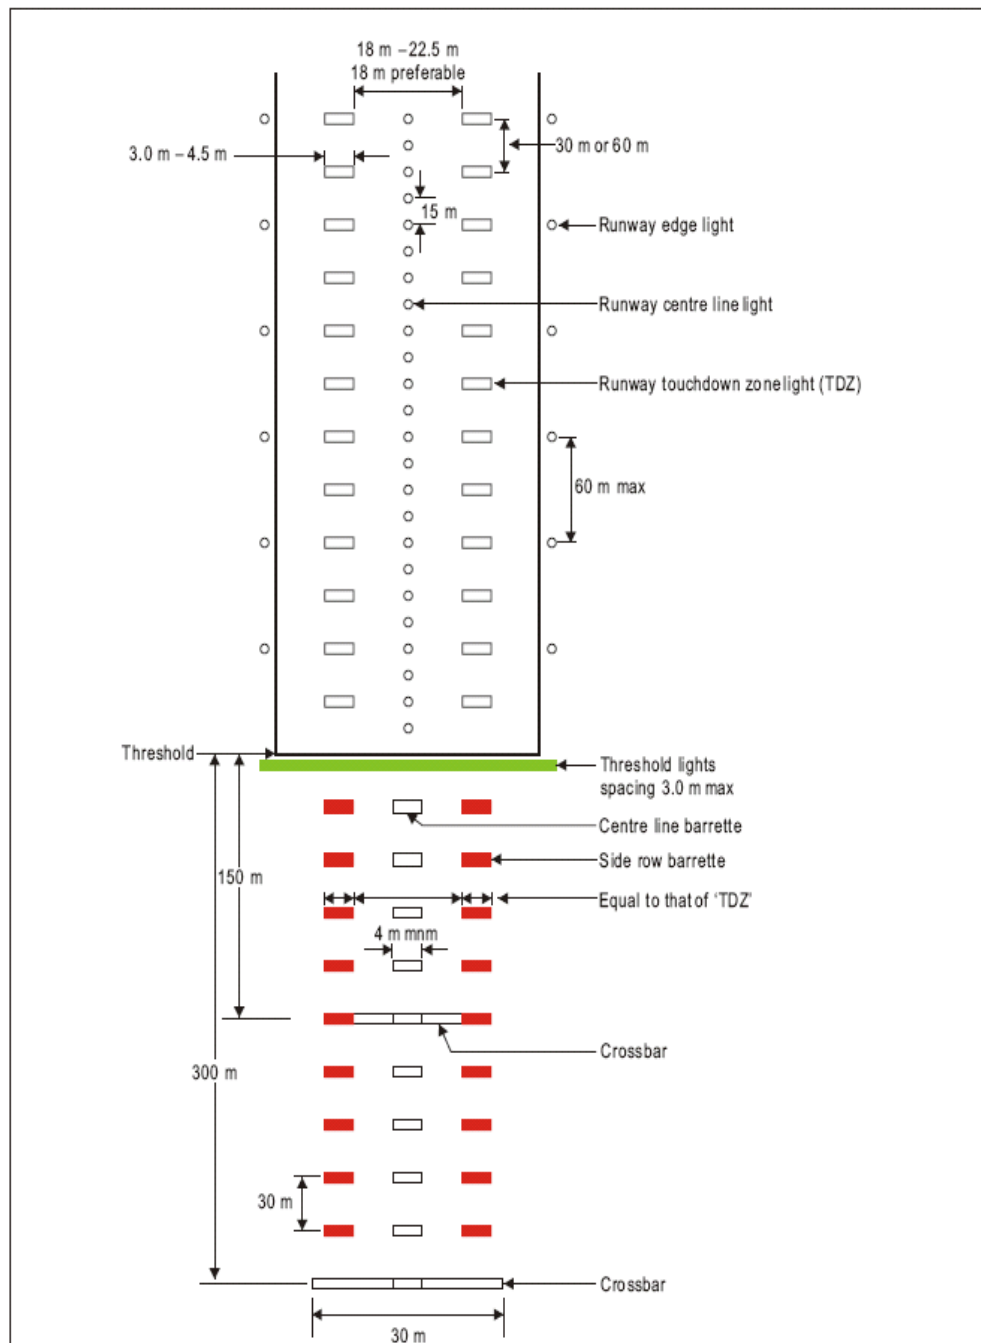 18 m – 22.5 m
18 m preferable
3.0 m – 4.5 m
30 m or 60 m
15 m
Runway edge light
Runway centre line light
Runway touchdown zone light (TDZ)
60 m max
Threshold
Threshold lights
spacing 3.0 m max
Centre line barrette
Side row barrette
150 m
Equal to that of ‘TDZ’
4 m mnm
Crossbar
300 m
30 m
Crossbar
30 m